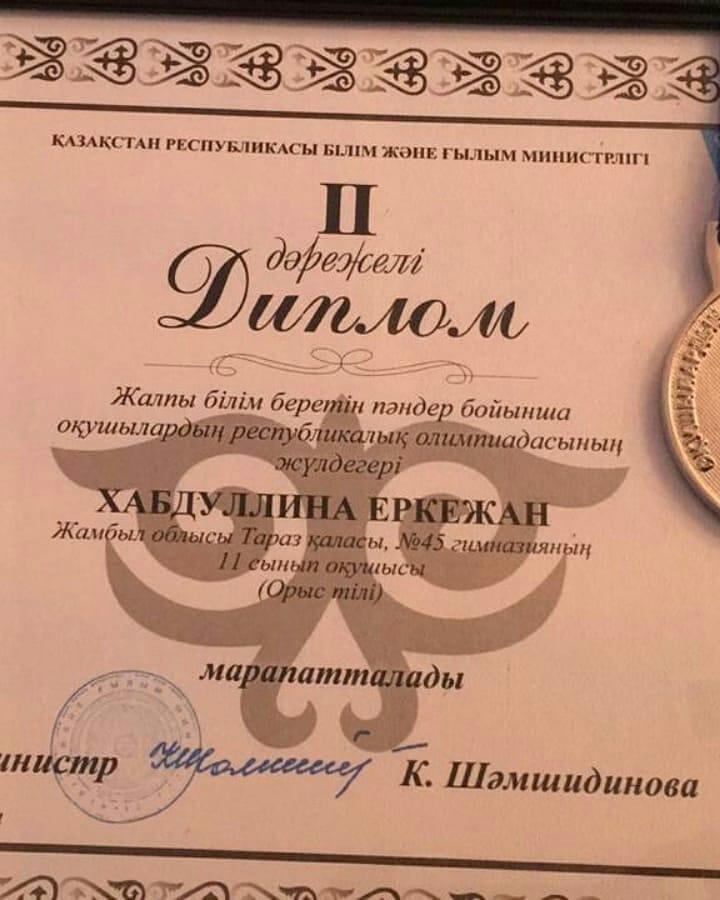 ҚАЗАҚСТАН РЕСПУБЛИКАСЫ БІЛІМ ЖӘНЕ ҒЫЛЫМ МИНИСТРЛІГІ
II
дәрежелі
Диплом
Жалпы білім беретін пәндер бойынша
оқушылардың республикалық олимпиадасының
жүлдегері
ХАБДУЛЛИНА ЕРКЕЖАН
Жамбыл облысы Тараз қаласы, №45 гимназияның
11 сынып оқушысы
(Орыс тілі)
марапатталады
инистр К. Шәмшидинова